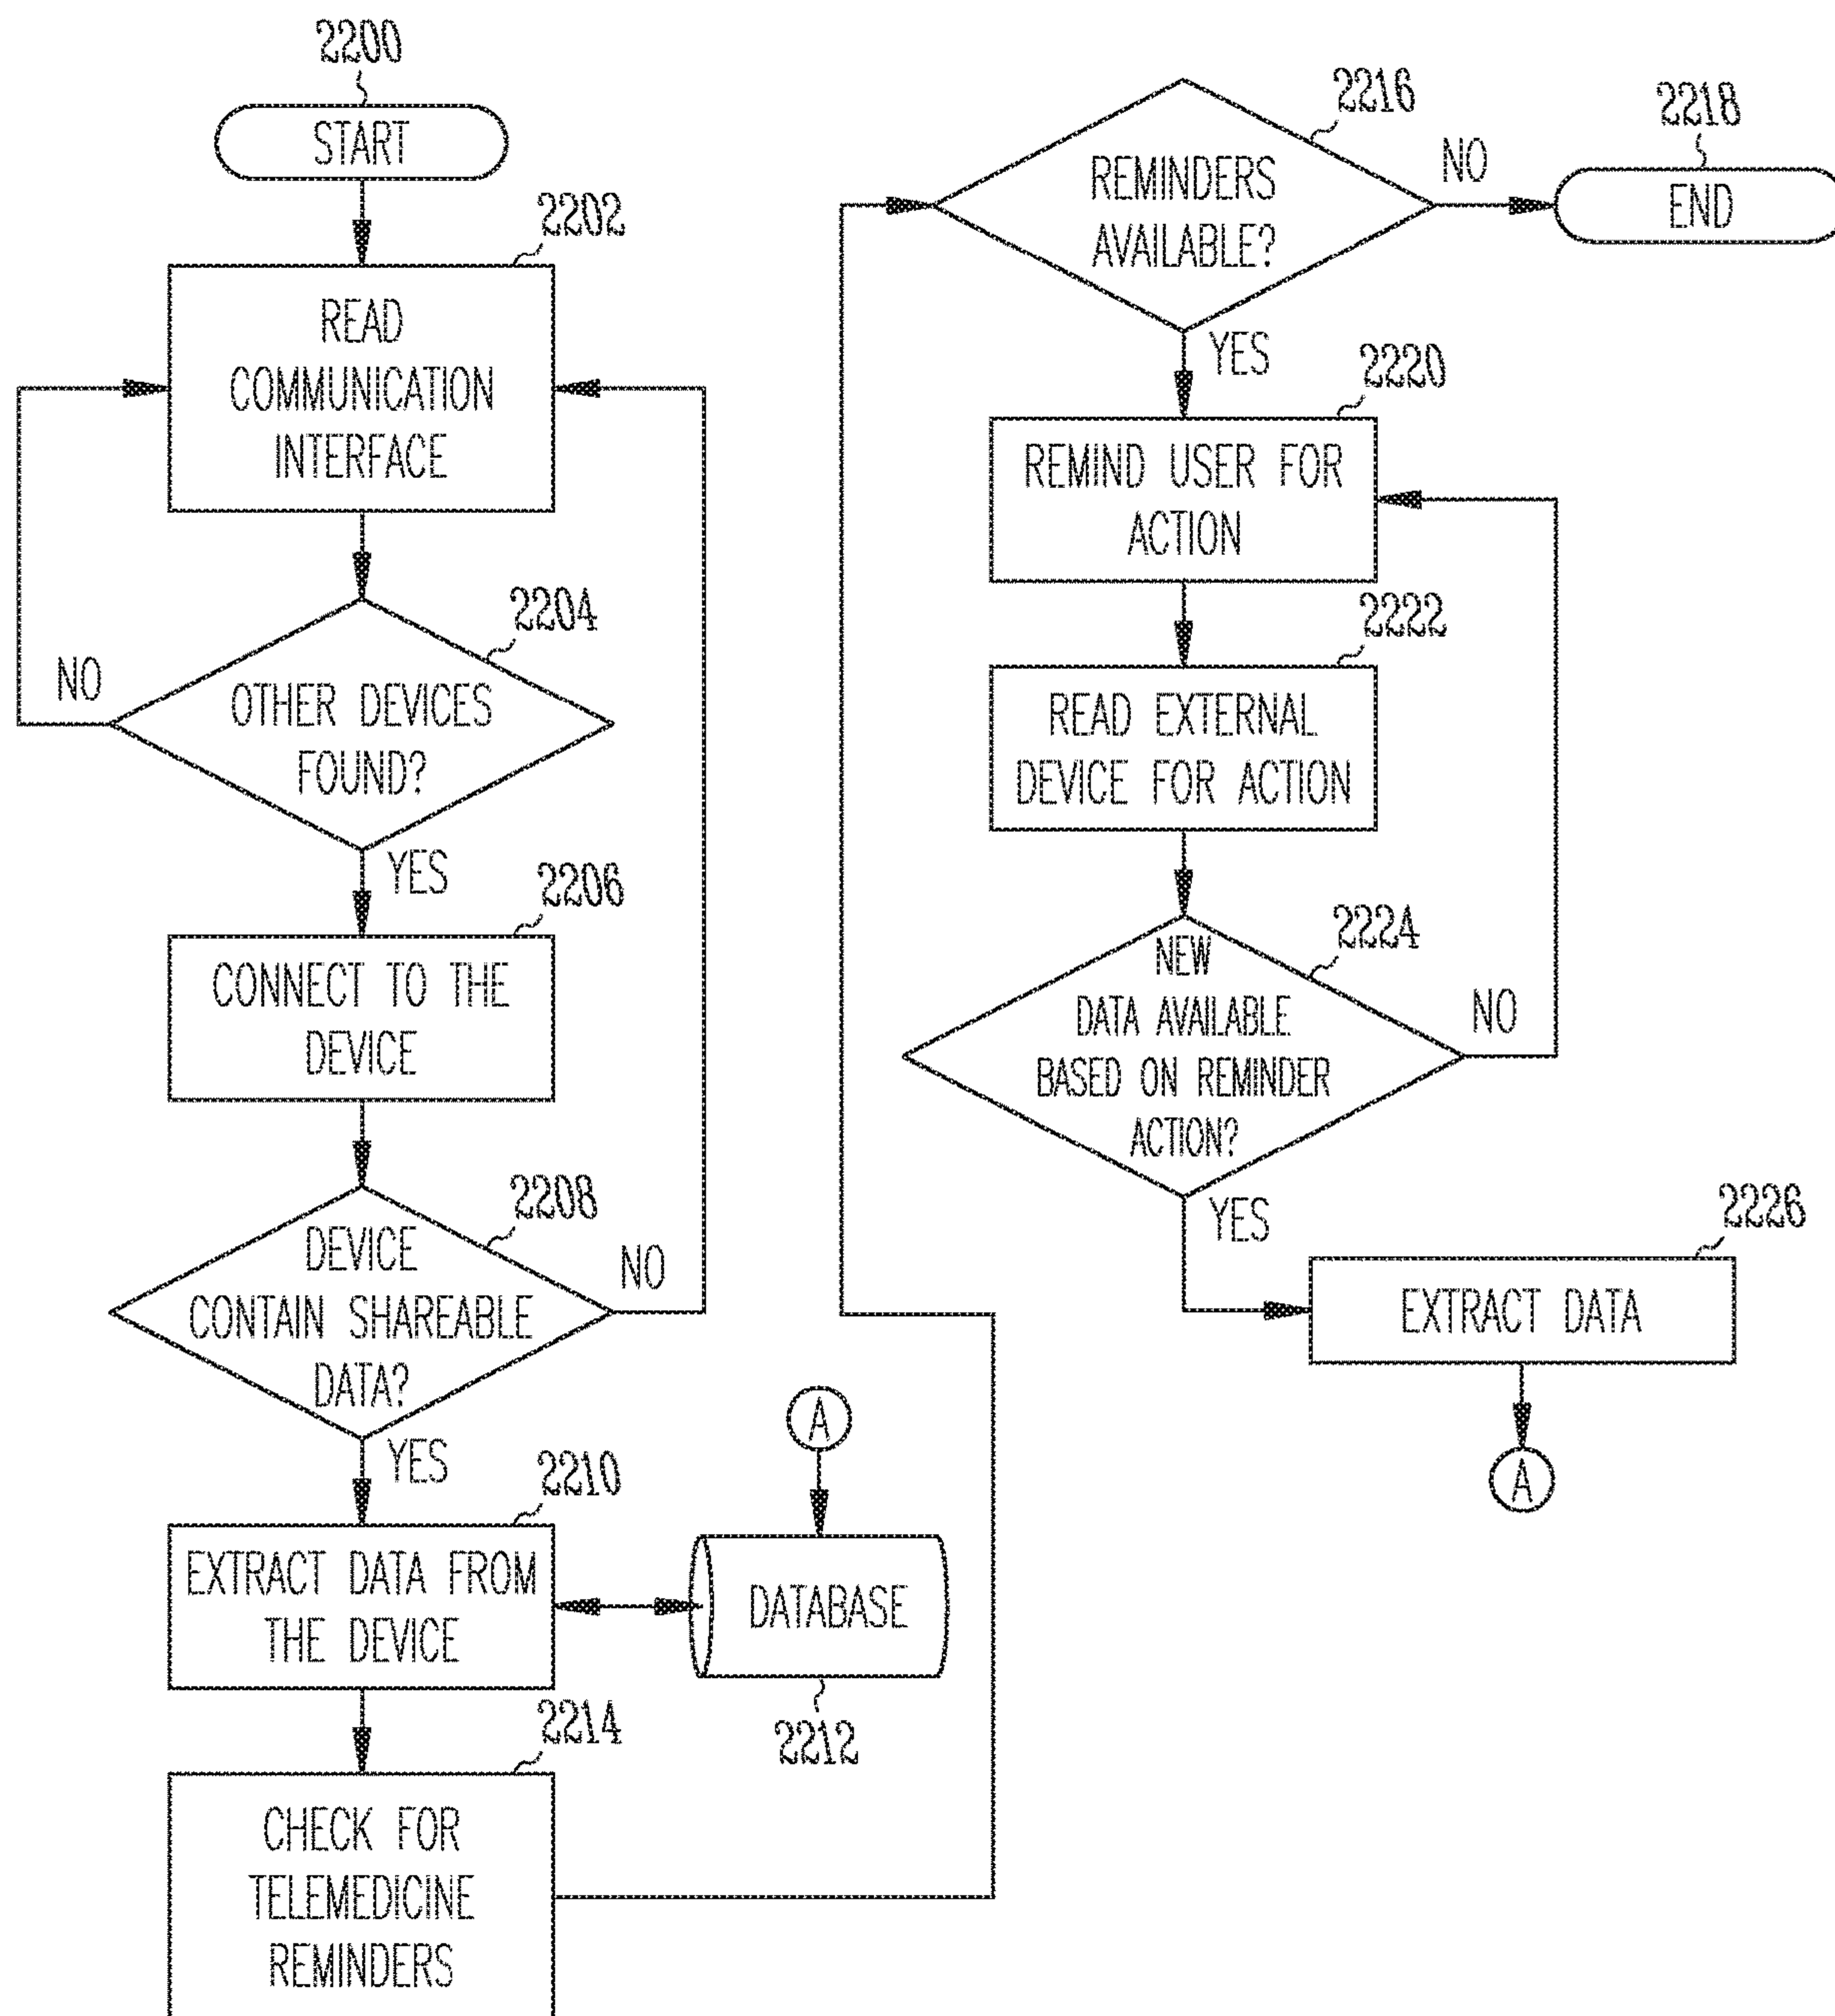 2200
START
2202
READ
COMMUNICATION
INTERFACE
2204
NO
OTHER DEVICES
FOUND?
YES
2206
CONNECT TO THE
DEVICE
2208
DEVICE
CONTAIN SHAREABLE
DATA?
NO
YES
2210
EXTRACT DATA FROM
THE DEVICE
A
DATABASE
2212
2214
CHECK FOR
TELEMEDICINE
REMINDERS
2216
REMINDERS
AVAILABLE?
NO
2218
END
YES
2220
REMIND USER FOR
ACTION
2222
READ EXTERNAL
DEVICE FOR ACTION
2224
NEW
DATA AVAILABLE
BASED ON REMINDER
ACTION?
NO
YES
2226
EXTRACT DATA
A